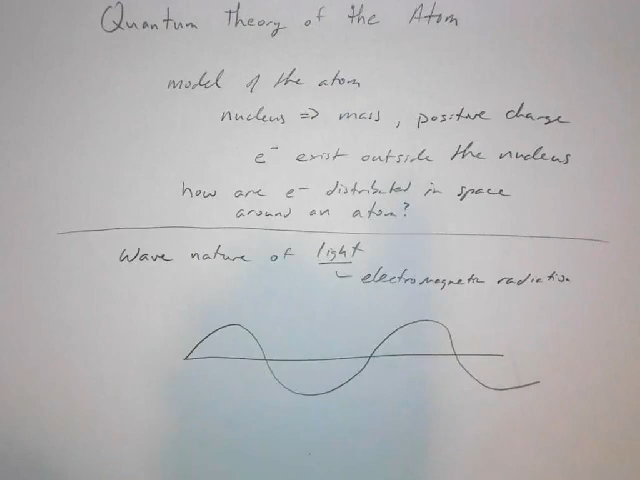 Quantum Theory of the Atom
model of the atom
nucleus => mass, positive charge
e⁻ exist outside the nucleus
how are e⁻ distributed in space
around an atom?
Wave nature of light
electromagnetic radiation